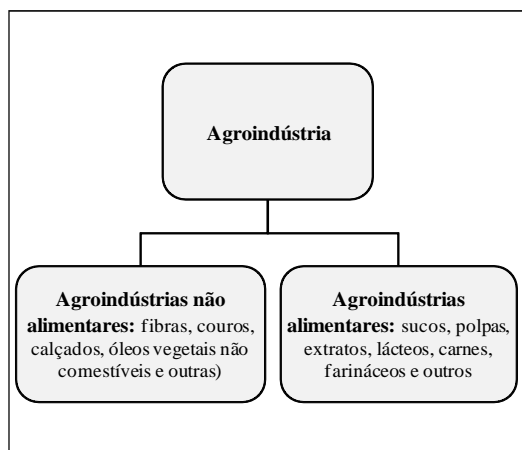 Agroindústria
Agroindústrias não
alimentares: fibras, couros,
calçados, óleos vegetais não
comestíveis e outras)
Agroindústrias
alimentares: sucos, polpas,
extratos, lácteos, carnes,
farináceos e outros